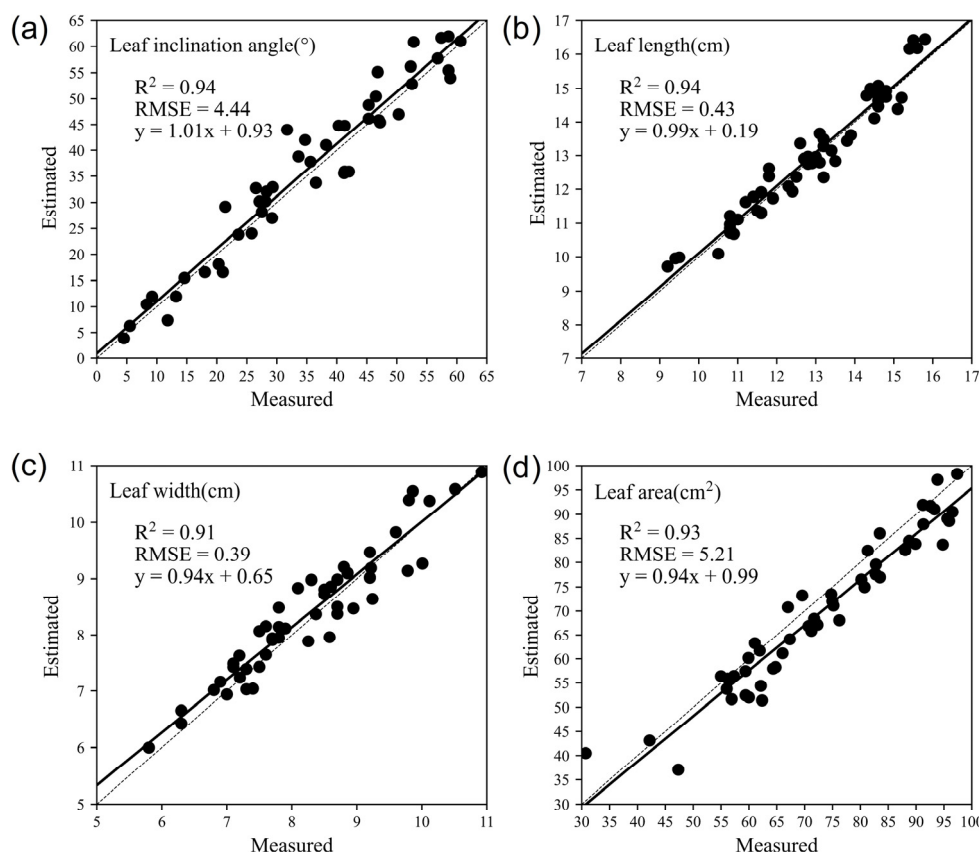 (a)
Leaf inclination angle(°)
R² = 0.94
RMSE = 4.44
y = 1.01x + 0.93
Estimated
65
60
55
50
45
40
35
30
25
20
15
10
5
0
0 5 10 15 20 25 30 35 40 45 50 55 60 65
Measured
(b)
Leaf length(cm)
R² = 0.94
RMSE = 0.43
y = 0.99x + 0.19
Estimated
17
16
15
14
13
12
11
10
9
8
7
7 8 9 10 11 12 13 14 15 16 17
Measured
(c)
Leaf width(cm)
R² = 0.91
RMSE = 0.39
y = 0.94x + 0.65
Estimated
11
10
9
8
7
6
5
5 6 7 8 9 10 11
Measured
(d)
Leaf area(cm²)
R² = 0.93
RMSE = 5.21
y = 0.94x + 0.99
Estimated
100
95
90
85
80
75
70
65
60
55
50
45
40
35
30
30 35 40 45 50 55 60 65 70 75 80 85 90 95 100
Measured